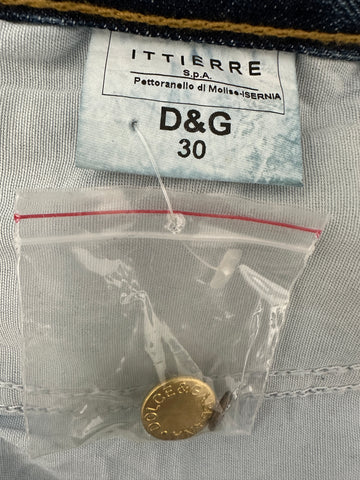 ITTIERRE
S.p.A.
Pettoranello di Molise-ISERNIA
D&G
30
DOLCE&GABBANA